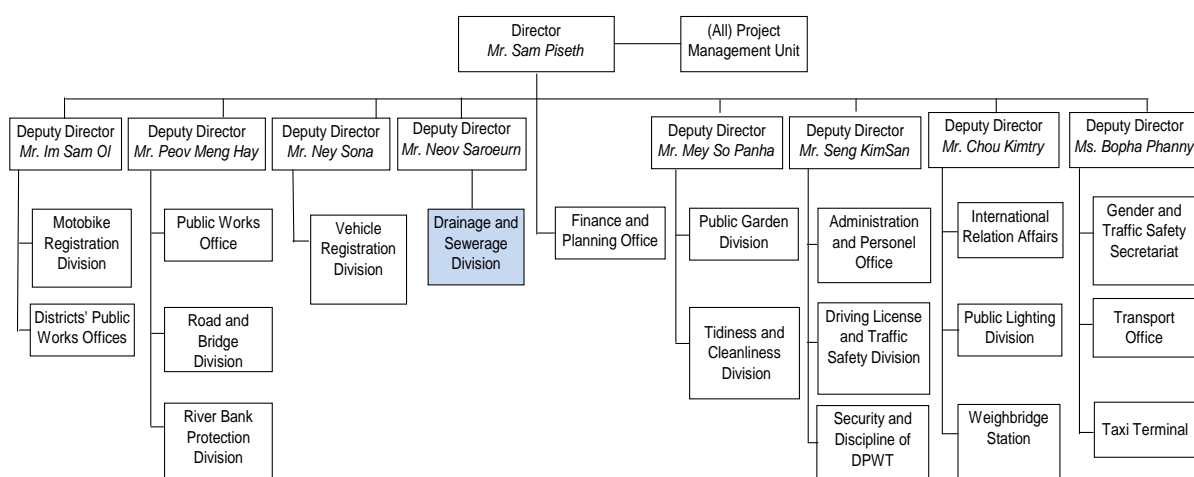 Director
Mr. Sam Piseth
(All) Project
Management Unit
Deputy Director
Mr. Im Sam Ol
Deputy Director
Mr. Peov Meng Hay
Deputy Director
Mr. Ney Sona
Deputy Director
Mr. Neov Saroeurn
Deputy Director
Mr. Mey So Panha
Deputy Director
Mr. Seng KimSan
Deputy Director
Mr. Chou Kimtry
Deputy Director
Ms. Bopha Phanny
Motobike
Registration
Division
Public Works
Office
Vehicle
Registration
Division
Drainage and
Sewerage
Division
Finance and
Planning Office
Public Garden
Division
Administration
and Personel
Office
International
Relation Affairs
Gender and
Traffic Safety
Secretariat
Districts' Public
Works Offices
Road and
Bridge
Division
Tidiness and
Cleanliness
Division
Driving License
and Traffic
Safety Division
Public Lighting
Division
Transport
Office
River Bank
Protection
Division
Security and
Discipline of
DPWT
Weighbridge
Station
Taxi Terminal